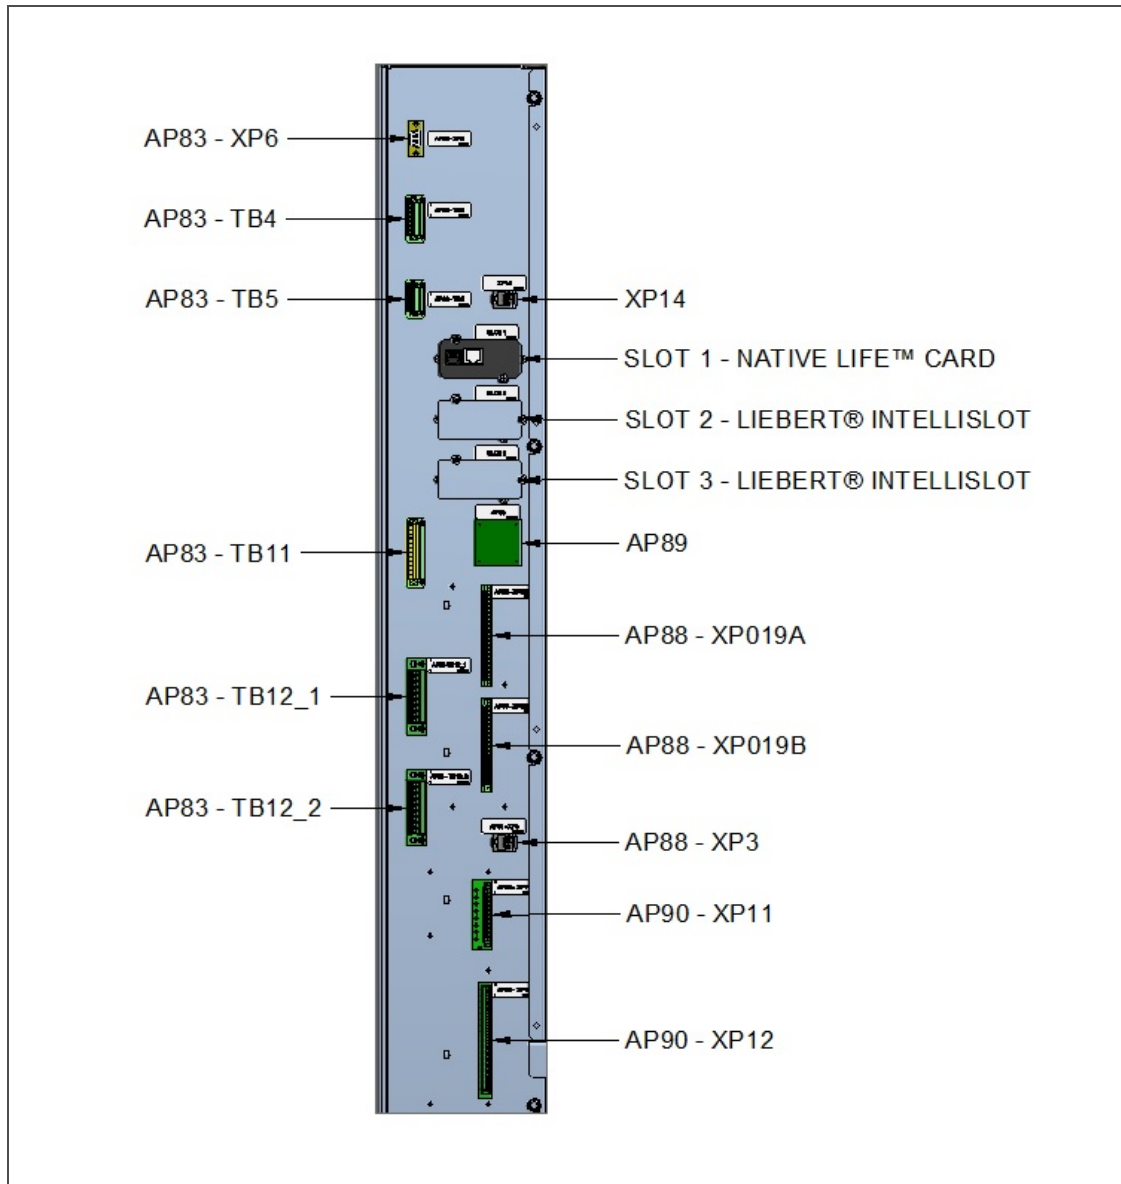 AP83 - XP6
AP83 - TB4
AP83 - TB5
XP14
SLOT 1 - NATIVE LIFE™ CARD
SLOT 2 - LIEBERT® INTELLISLOT
SLOT 3 - LIEBERT® INTELLISLOT
AP83 - TB11
AP89
AP88 - XP019A
AP83 - TB12_1
AP88 - XP019B
AP83 - TB12_2
AP88 - XP3
AP90 - XP11
AP90 - XP12